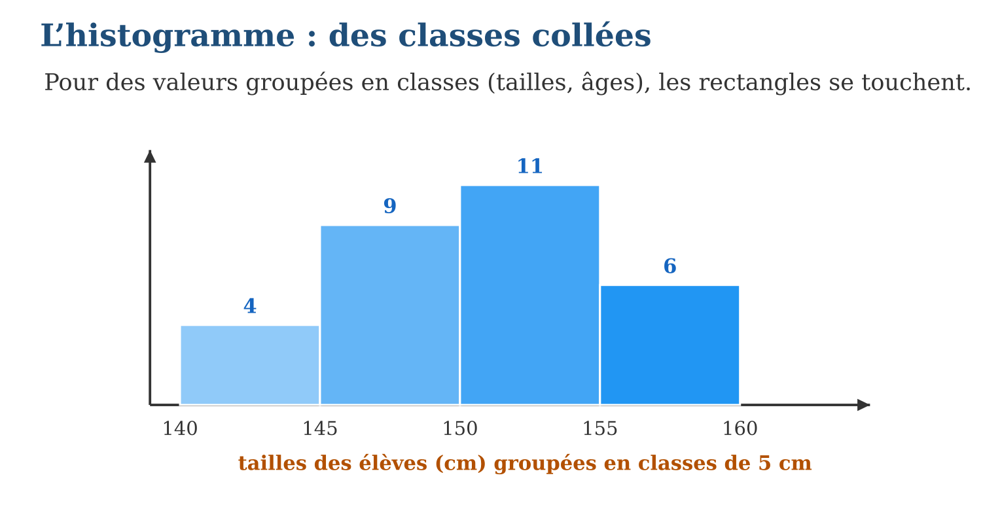 L’histogramme : des classes collées
Pour des valeurs groupées en classes (tailles, âges), les rectangles se touchent.
11
9
6
4
140 145 150 155 160
tailles des élèves (cm) groupées en classes de 5 cm